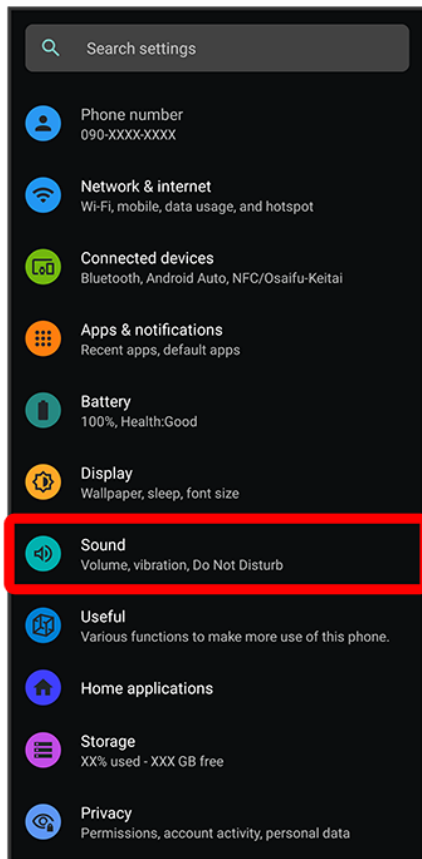 Search settings
Phone number
090-XXXX-XXXX
Network & internet
Wi-Fi, mobile, data usage, and hotspot
Connected devices
Bluetooth, Android Auto, NFC/Osaifu-Keitai
Apps & notifications
Recent apps, default apps
Battery
100%, Health:Good
Display
Wallpaper, sleep, font size
Sound
Volume, vibration, Do Not Disturb
Useful
Various functions to make more use of this phone.
Home applications
Storage
XX% used - XXX GB free
Privacy
Permissions, account activity, personal data